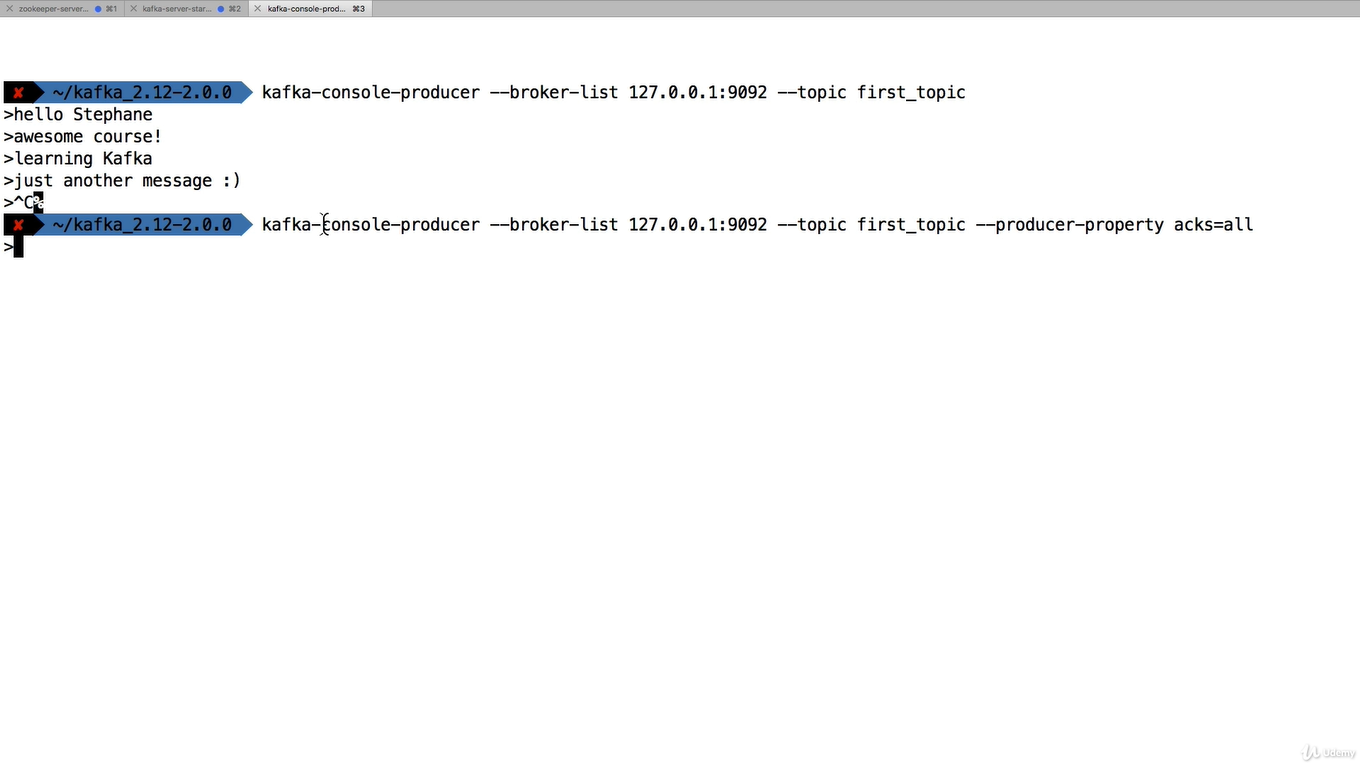 zookeeper-server... ⌘1 kafka-server-star... ⌘2 kafka-console-prod... ⌘3
✘ ~/kafka_2.12-2.0.0 kafka-console-producer --broker-list 127.0.0.1:9092 --topic first_topic
>hello Stephane
>awesome course!
>learning Kafka
>just another message :)
>^C%
✘ ~/kafka_2.12-2.0.0 kafka-console-producer --broker-list 127.0.0.1:9092 --topic first_topic --producer-property acks=all
>
Udemy